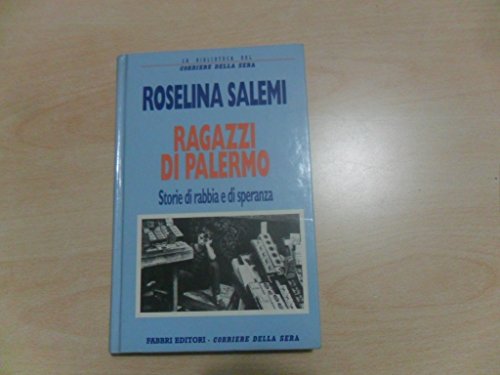 LA BIBLIOTECA DEL
CORRIERE DELLA SERA
ROSELINA SALEMI
RAGAZZI
DI PALERMO
Storie di rabbia e di speranza
FABBRI EDITORI - CORRIERE DELLA SERA